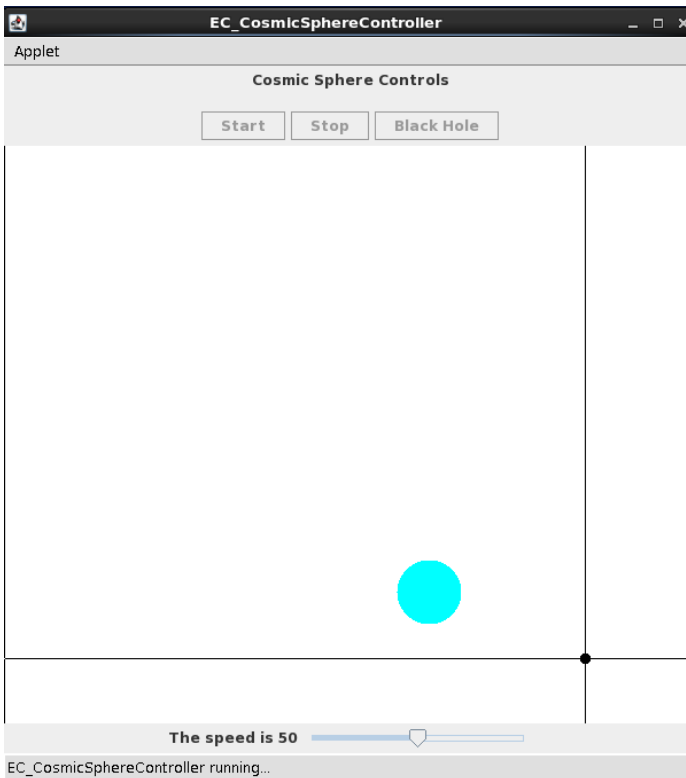 EC_CosmicSphereController
Applet
Cosmic Sphere Controls
Start Stop Black Hole
The speed is 50
EC_CosmicSphereController running...